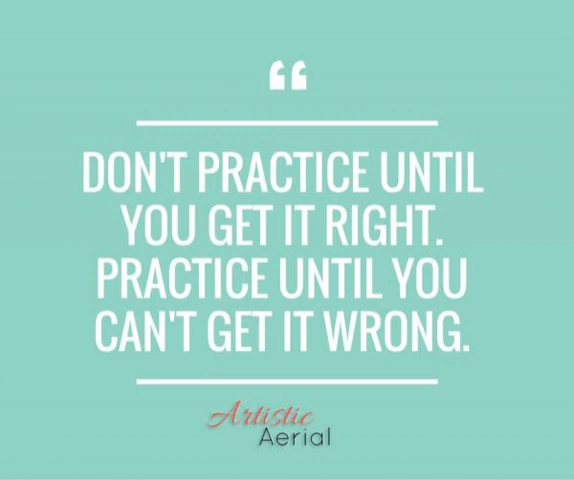 “
DON'T PRACTICE UNTIL
YOU GET IT RIGHT.
PRACTICE UNTIL YOU
CAN'T GET IT WRONG.
Artistic
Aerial